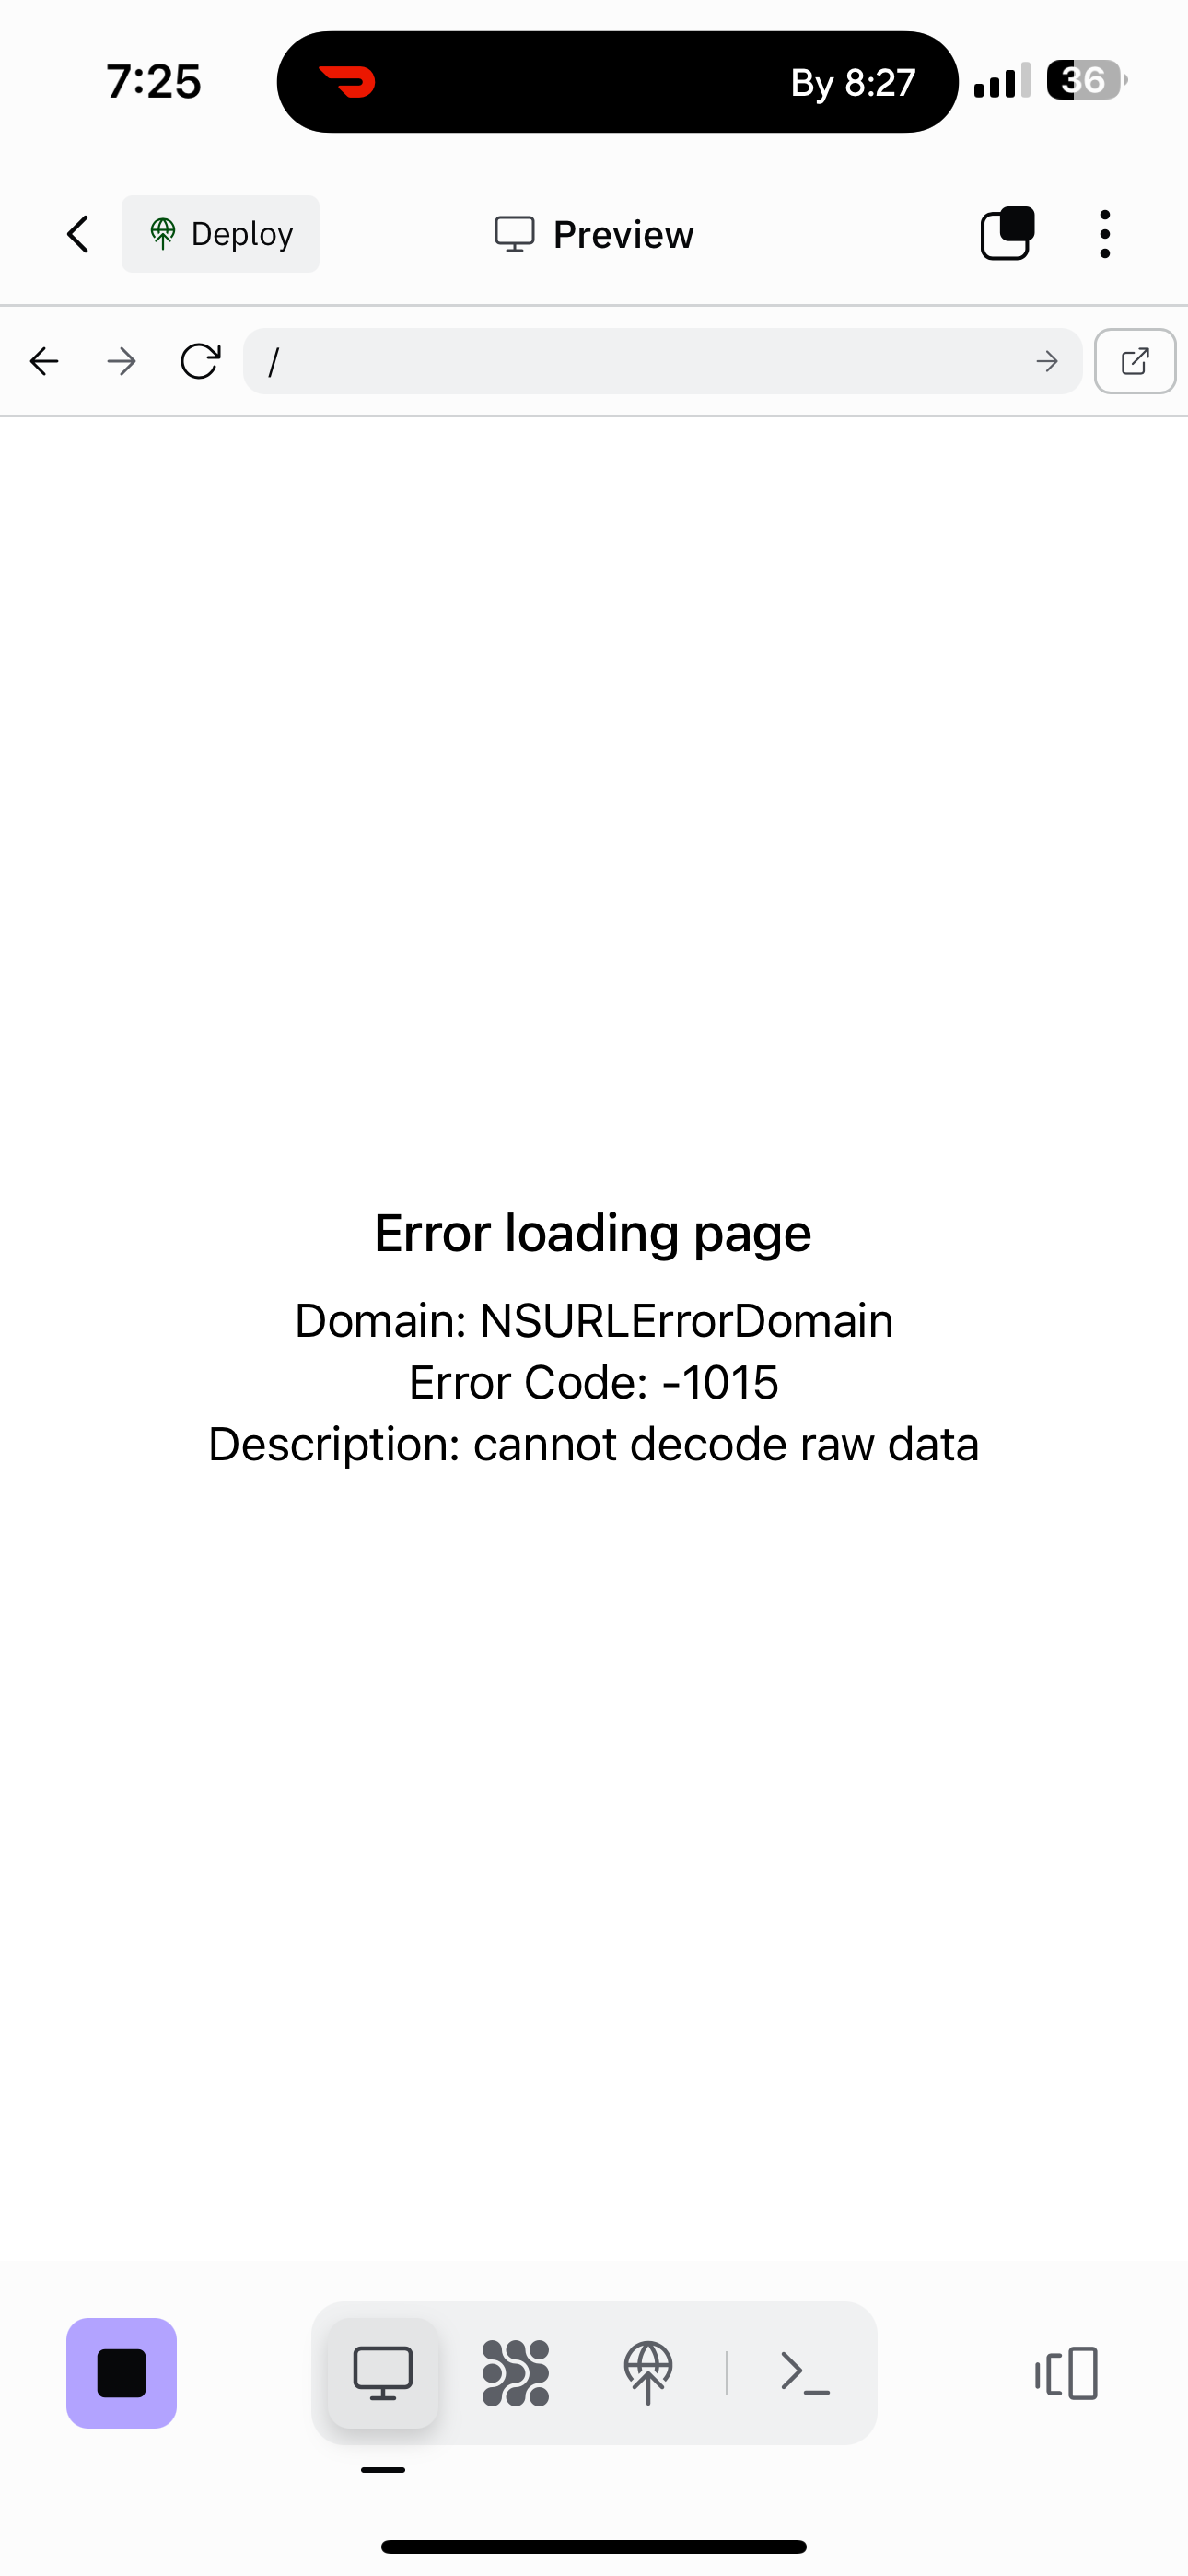 7:25
By 8:27
36
Deploy
Preview
/
Error loading page
Domain: NSURLErrorDomain
Error Code: -1015
Description: cannot decode raw data